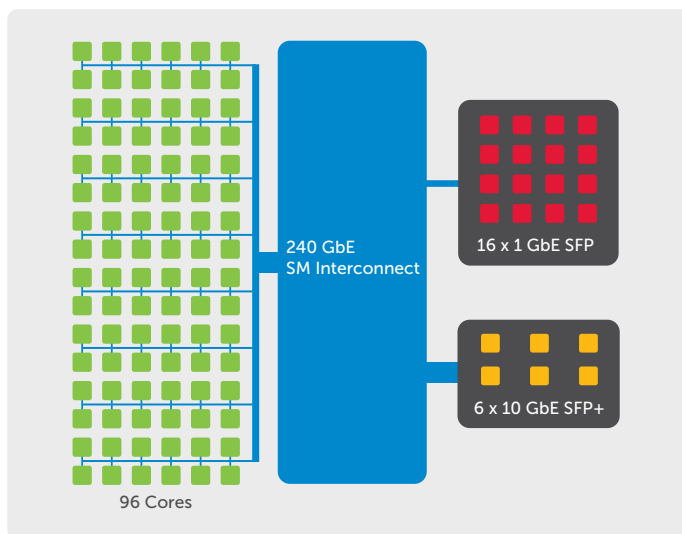 240 GbE
SM Interconnect
16 x 1 GbE SFP
6 x 10 GbE SFP+
96 Cores